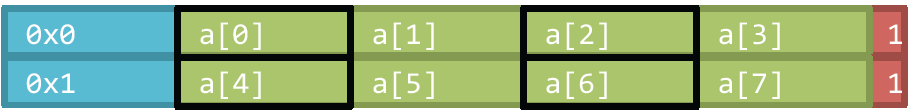 0x0 a[0] a[1] a[2] a[3] 1
0x1 a[4] a[5] a[6] a[7] 1